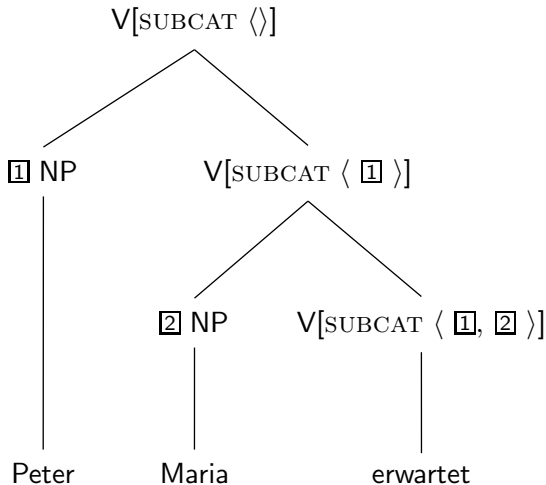 V[SUBCAT ⟨⟩]
1 NP V[SUBCAT ⟨ 1 ⟩]
2 NP V[SUBCAT ⟨ 1, 2 ⟩]
Peter Maria erwartet